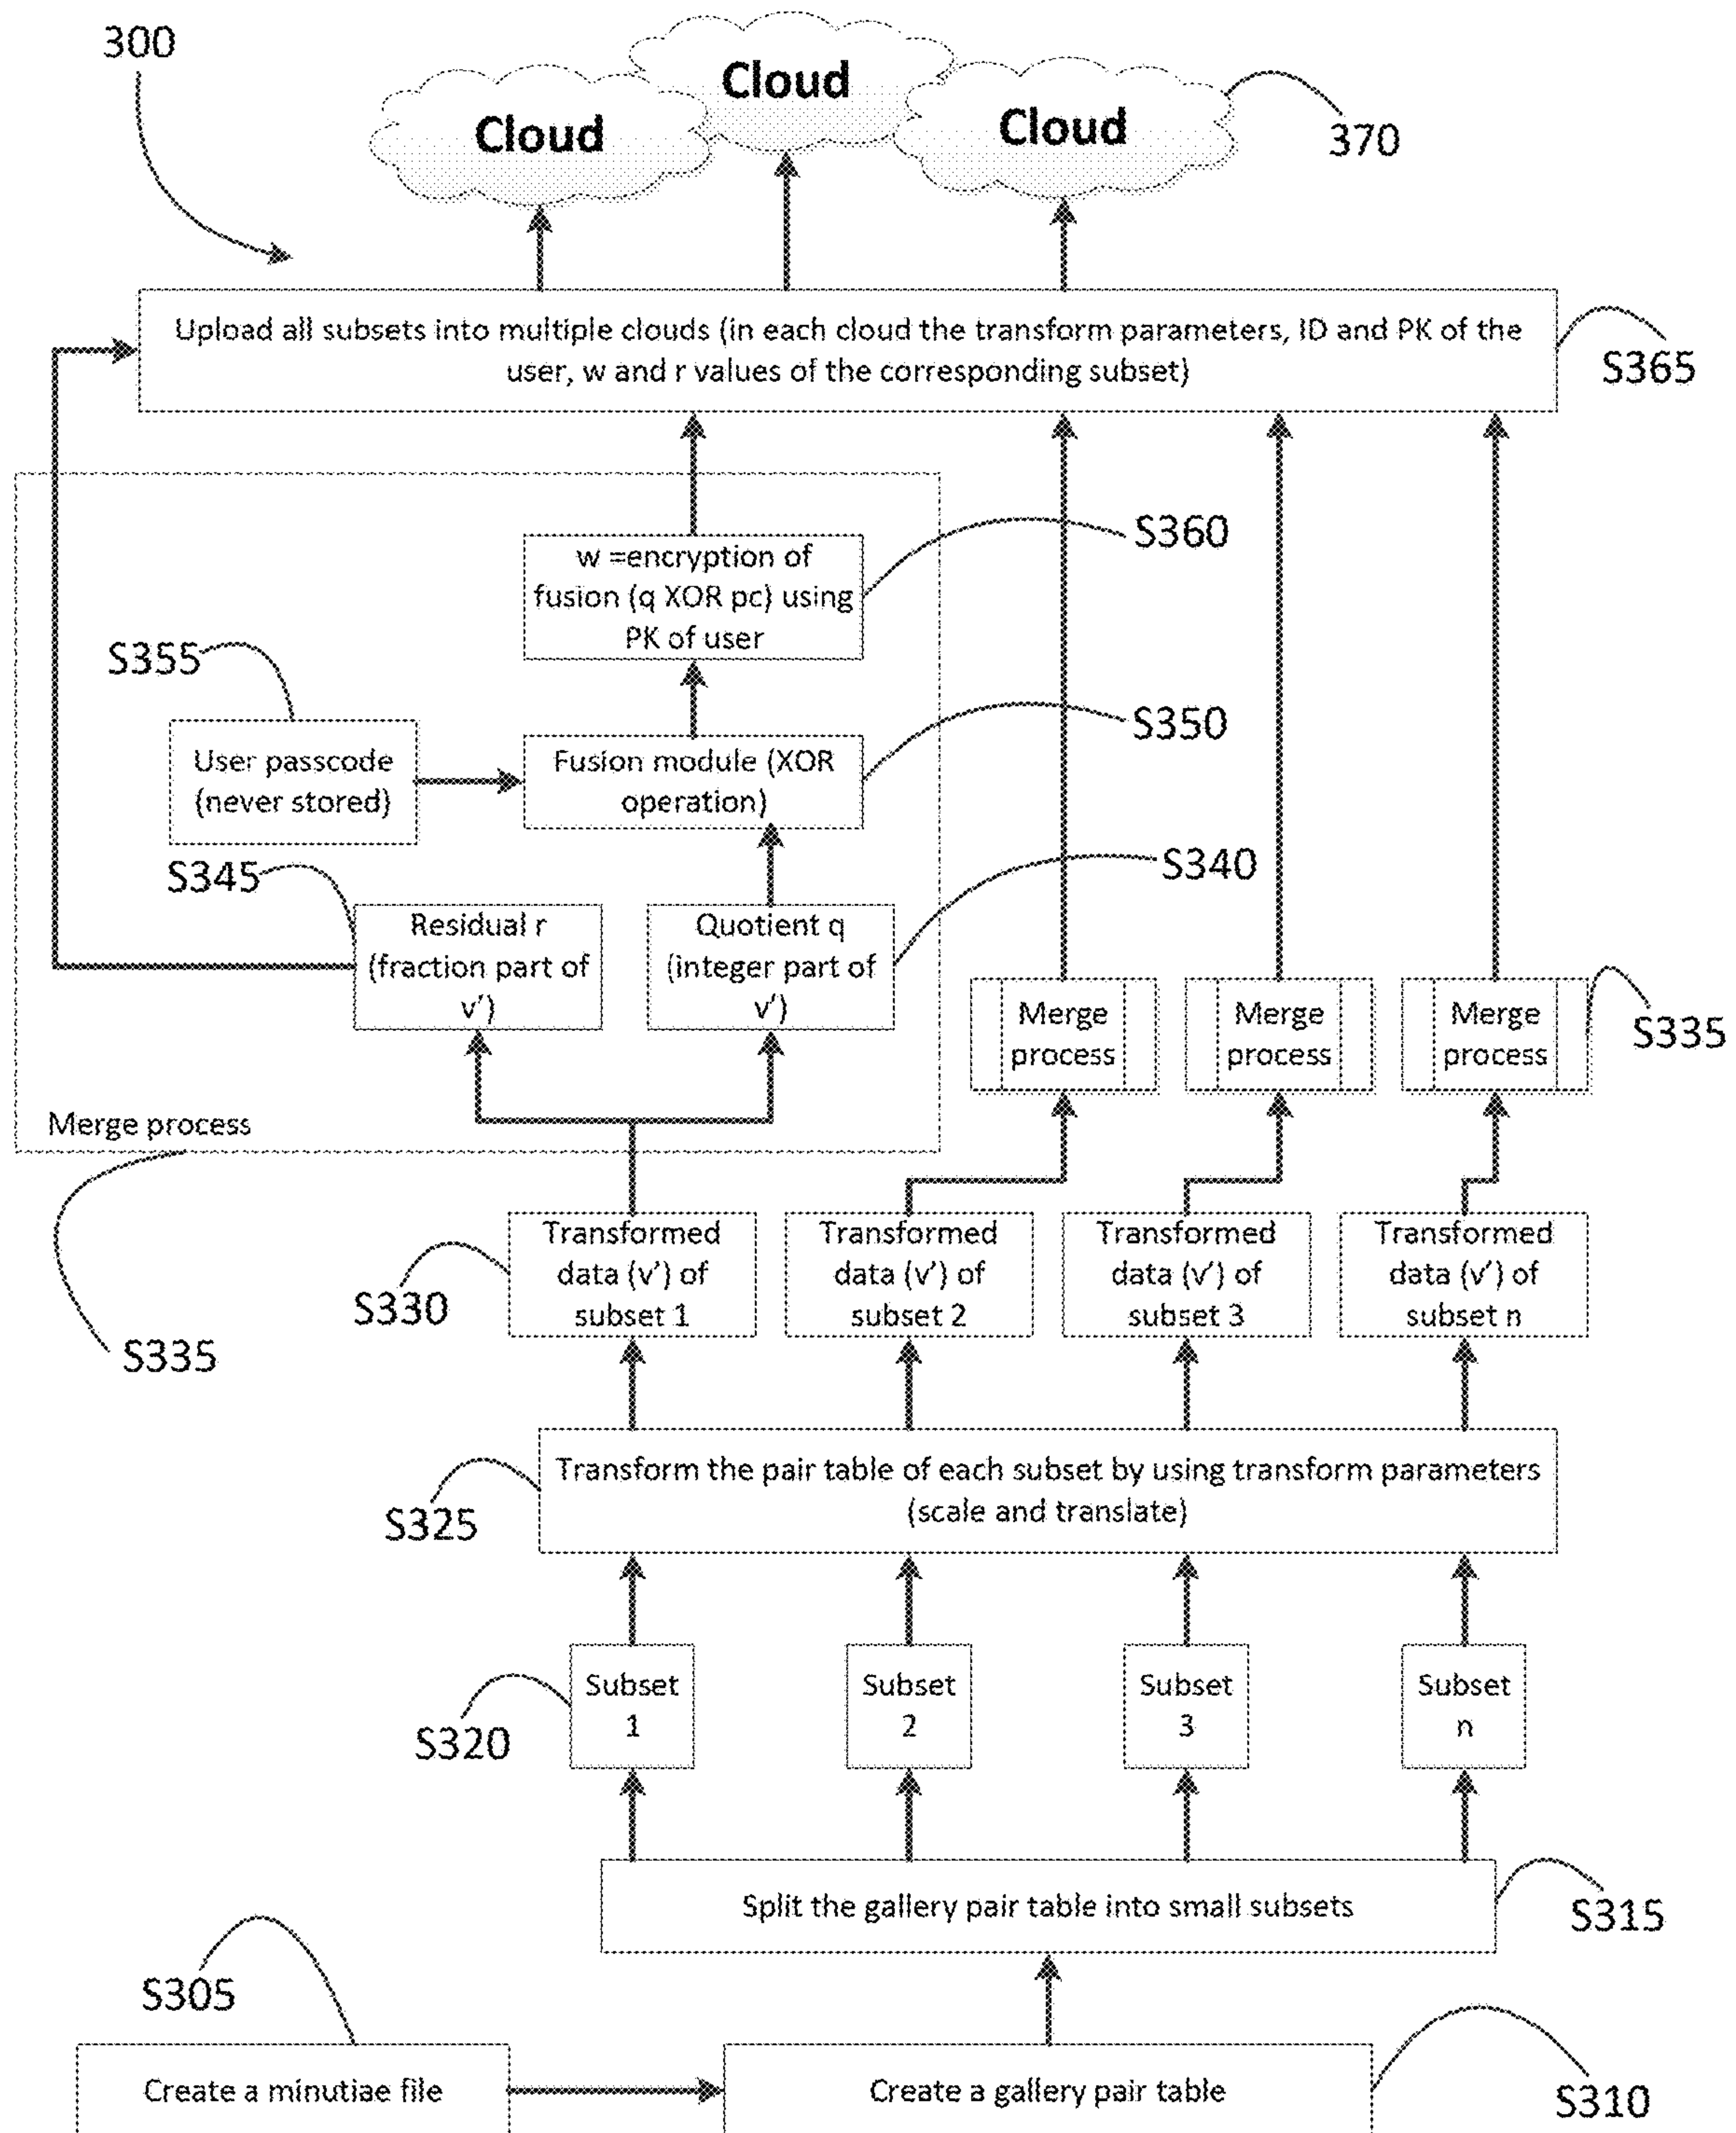 300
Cloud
Cloud
Cloud
370
Upload all subsets into multiple clouds (in each cloud the transform parameters, ID and PK of the
user, w and r values of the corresponding subset)
S365
w =encryption of
fusion (q XOR pc) using
PK of user
S360
S355
User passcode
(never stored)
Fusion module (XOR
operation)
S350
S345
Residual r
(fraction part of
v')
Quotient q
(integer part of
v')
S340
Merge
process
Merge
process
Merge
process
S335
Merge process
S335
S330
Transformed
data (v') of
subset 1
Transformed
data (v') of
subset 2
Transformed
data (v') of
subset 3
Transformed
data (v') of
subset n
S325
Transform the pair table of each subset by using transform parameters
(scale and translate)
S320
Subset
1
Subset
2
Subset
3
Subset
n
Split the gallery pair table into small subsets
S315
S305
Create a minutiae file
Create a gallery pair table
S310